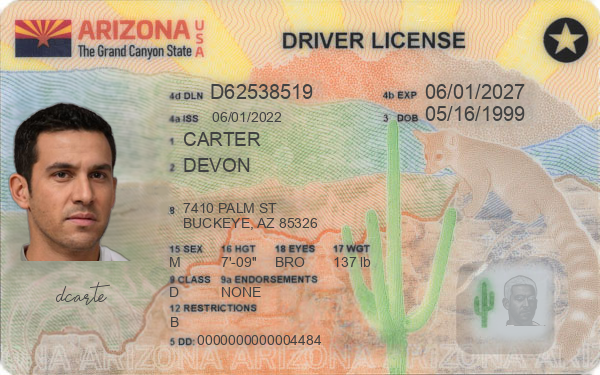 ARIZONA USA
The Grand Canyon State
DRIVER LICENSE
4d DLN D62538519
4b EXP 06/01/2027
4a ISS 06/01/2022
3 DOB 05/16/1999
1 CARTER
2 DEVON
8 7410 PALM ST
BUCKEYE, AZ 85326
15 SEX 16 HGT 18 EYES 17 WGT
M 7'-09" BRO 137 lb
9 CLASS 9a ENDORSEMENTS
D NONE
dcarte
12 RESTRICTIONS
B
5 DD: 0000000000004484
ONA ARIZONA ARIZONA ARIZONA ARIZONA ARIZ